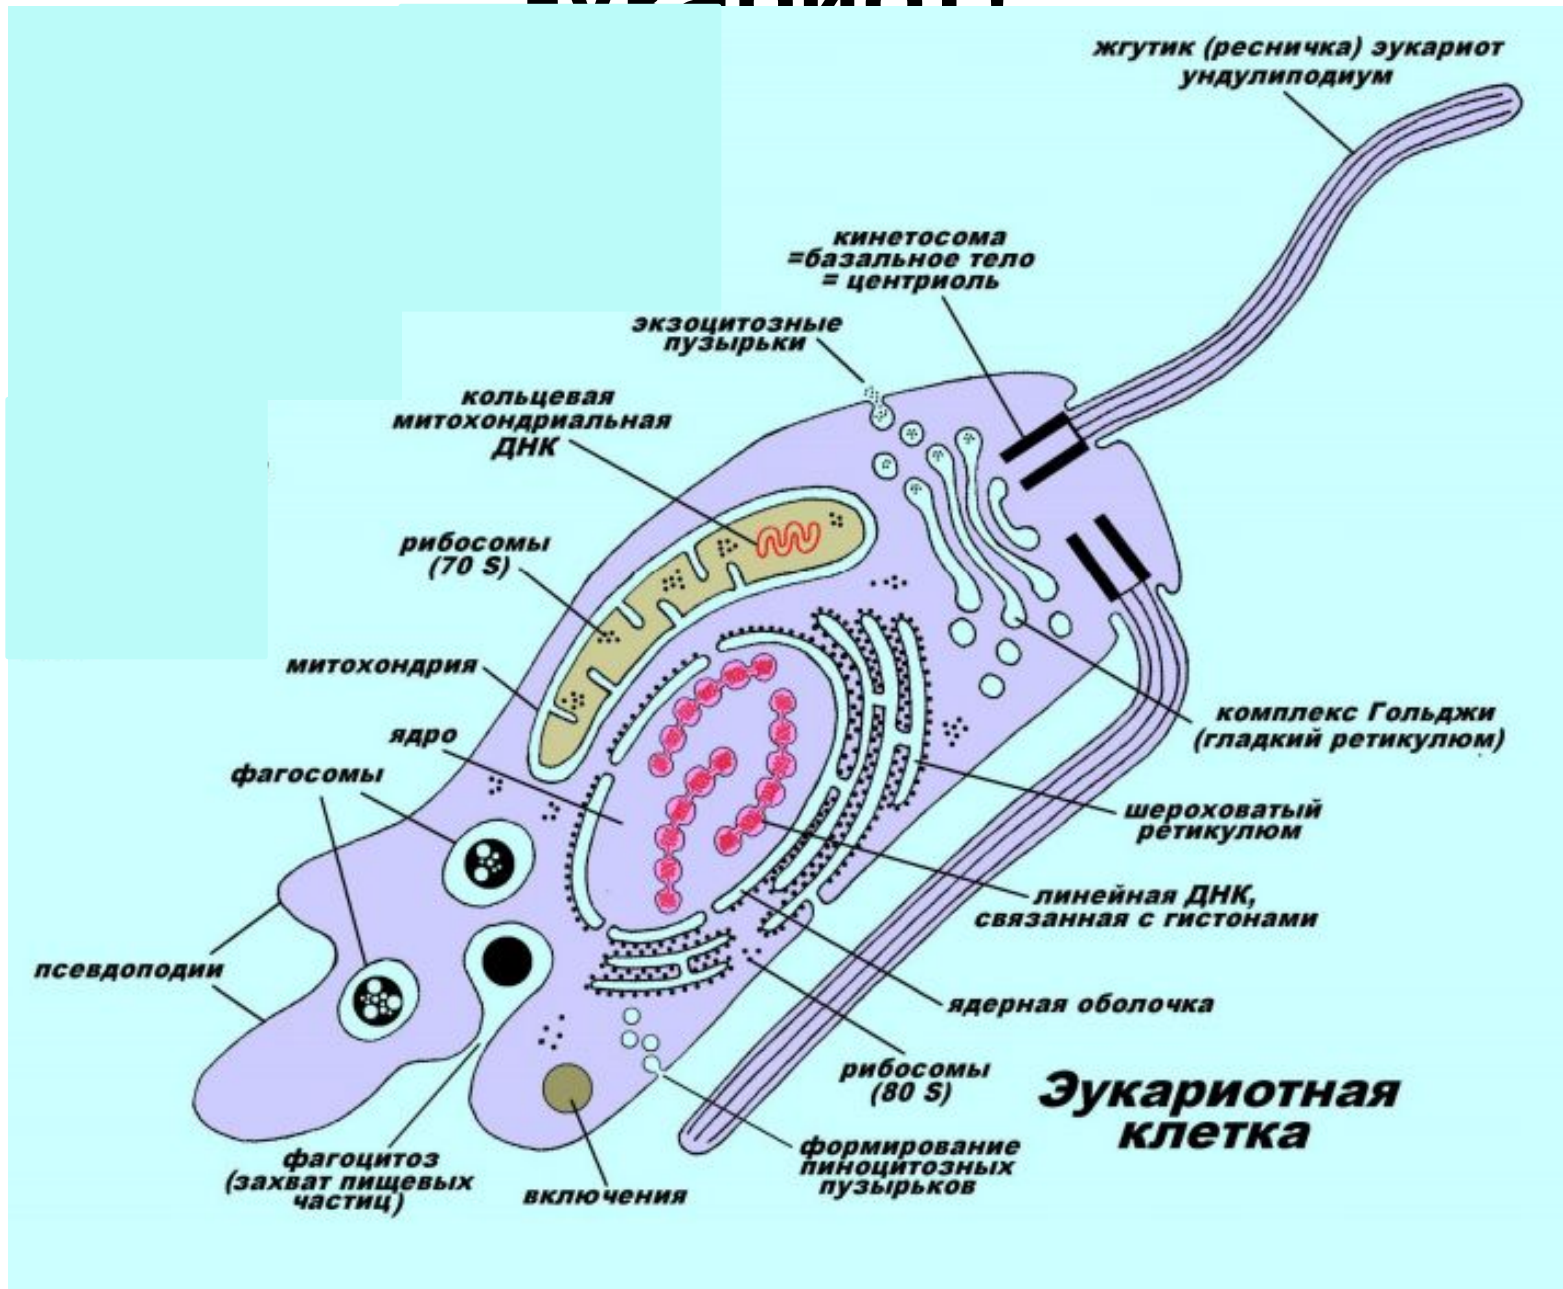 жгутик (ресничка) эукариот
ундулиподиум
кинетосома
=базальное тело
= центриоль
экзоцитозные
пузырьки
кольцевая
митохондриальная
ДНК
рибосомы
(70 S)
митохондрия
ядро
фагосомы
псевдоподии
комплекс Гольджи
(гладкий ретикулюм)
шероховатый
ретикулюм
линейная ДНК,
связанная с гистонами
ядерная оболочка
рибосомы
(80 S)
Эукариотная
клетка
формирование
пиноцитозных
пузырьков
фагоцитоз
(захват пищевых
частиц)
включения